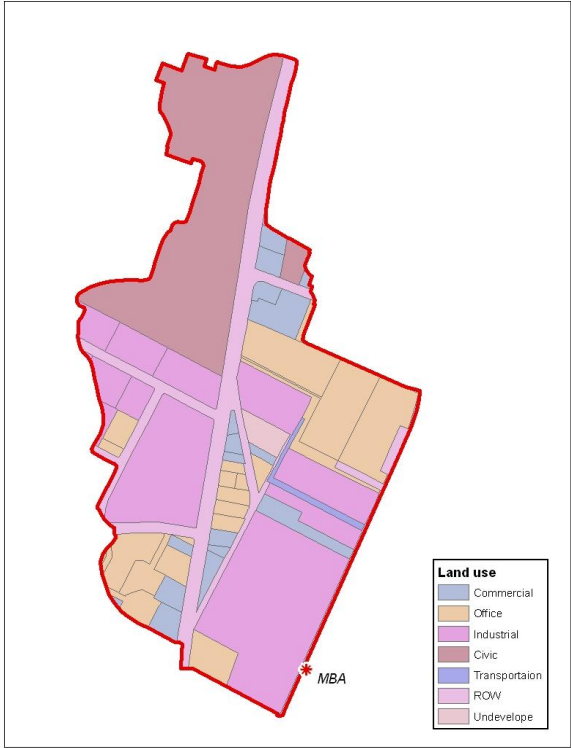 Land use
Commercial
Office
Industrial
Civic
Transportaion
ROW
Undevelope
MBA